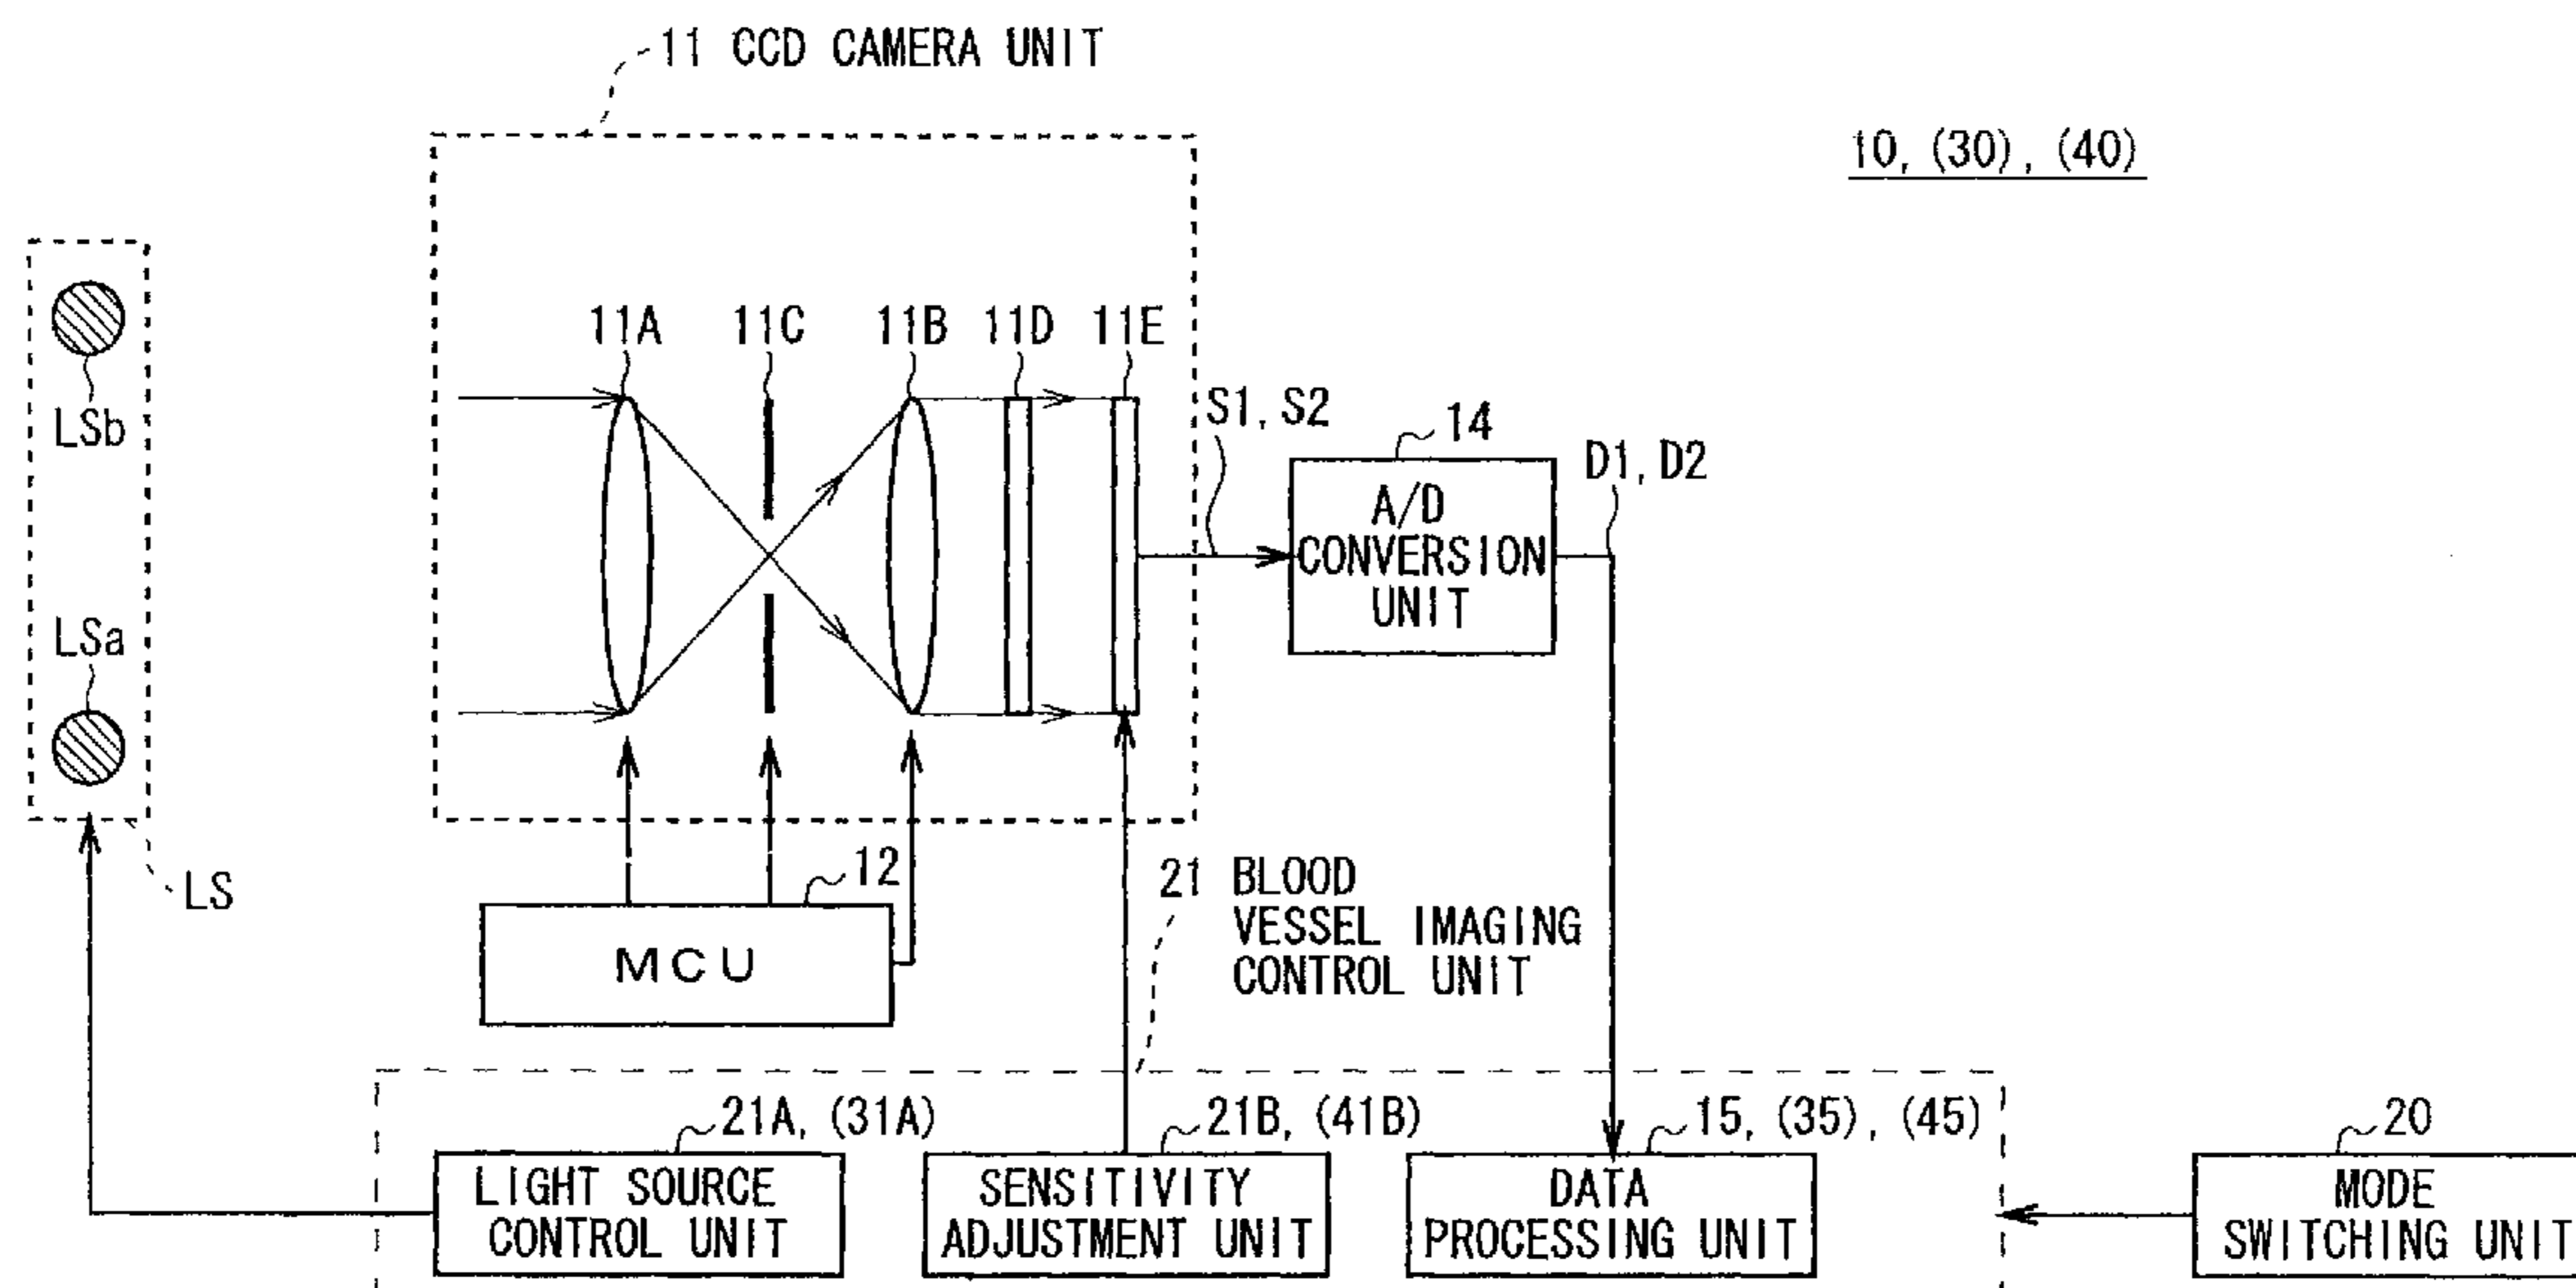 11 CCD CAMERA UNIT
10, (30), (40)
11A
11C
11B
11D
11E
LSb
S1, S2
14
D1, D2
A/D
CONVERSION
UNIT
LSa
12
LS
MCU
21 BLOOD
VESSEL IMAGING
CONTROL UNIT
21A, (31A)
21B, (41B)
15, (35), (45)
20
LIGHT SOURCE
CONTROL UNIT
SENSITIVITY
ADJUSTMENT UNIT
DATA
PROCESSING UNIT
MODE
SWITCHING UNIT